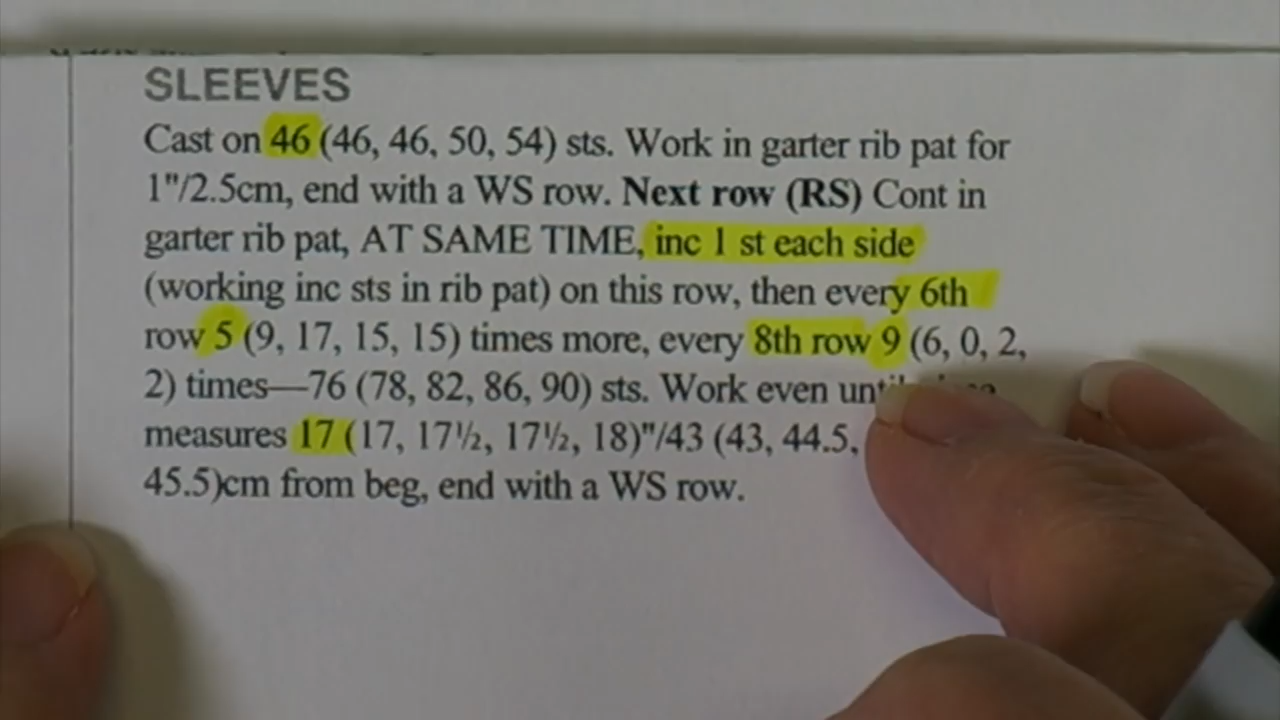 SLEEVES
Cast on 46 (46, 46, 50, 54) sts. Work in garter rib pat for
1"/2.5cm, end with a WS row. Next row (RS) Cont in
garter rib pat, AT SAME TIME, inc 1 st each side
(working inc sts in rib pat) on this row, then every 6th
row 5 (9, 17, 15, 15) times more, every 8th row 9 (6, 0, 2,
2) times—76 (78, 82, 86, 90) sts. Work even
measures 17 (17, 17½, 17½, 18)"/43 (43, 44.5,
45.5)cm from beg, end with a WS row.